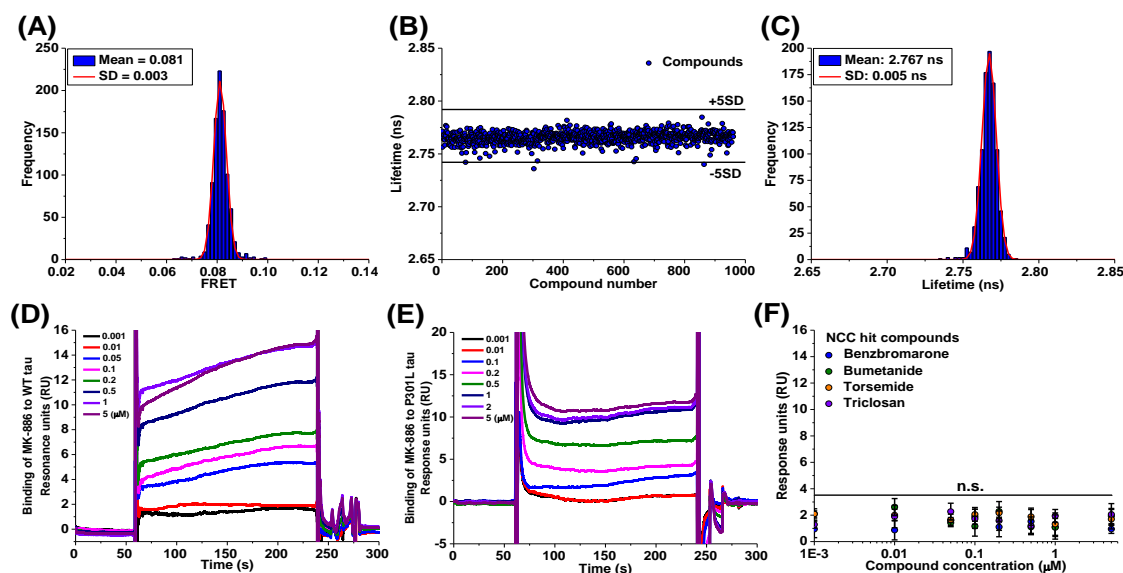 (A)
Mean = 0.081
SD = 0.003
Frequency
250
200
150
100
50
0
0.02 0.04 0.06 0.08 0.10 0.12 0.14
FRET
(B)
Compounds
+5SD
-5SD
Lifetime (ns)
2.85
2.80
2.75
2.70
2.65
0 200 400 600 800 1000
Compound number
(C)
Mean: 2.767 ns
SD: 0.005 ns
Frequency
200
175
150
125
100
75
50
25
0
2.65 2.70 2.75 2.80 2.85
Lifetime (ns)
(D)
Binding of MK-886 to WT tau
Resonance units (RU)
16
14
12
10
8
6
4
2
0
0.001
0.01
0.05
0.1
0.2
0.5
1
5 (μM)
0 50 100 150 200 250 300
Time (s)
(E)
Binding of MK-886 to P301L tau
Response units (RU)
20
15
10
5
0
-5
0.001
0.01
0.1
0.2
0.5
1
2
5 (μM)
0 50 100 150 200 250 300
Time (s)
(F)
NCC hit compounds
Benzbromarone
Bumetanide
Torsemide
Triclosan
n.s.
Response units (RU)
16
14
12
10
8
6
4
2
0
1E-3 0.01 0.1 1
Compound concentration (μM)